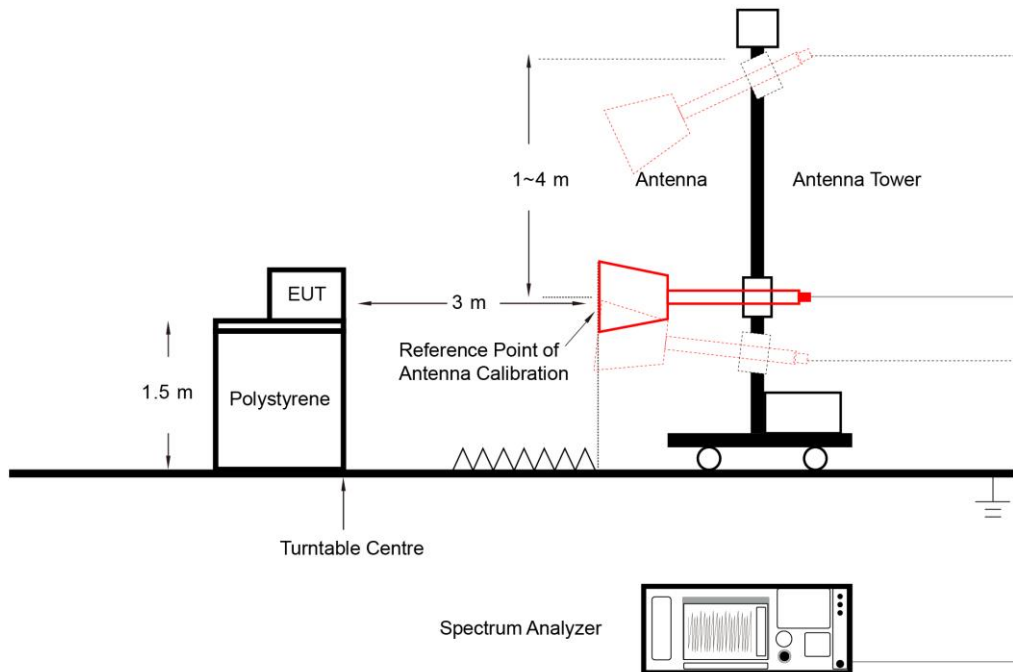 1~4 m
Antenna
Antenna Tower
EUT
3 m
Reference Point of
Antenna Calibration
1.5 m
Polystyrene
Turntable Centre
Spectrum Analyzer